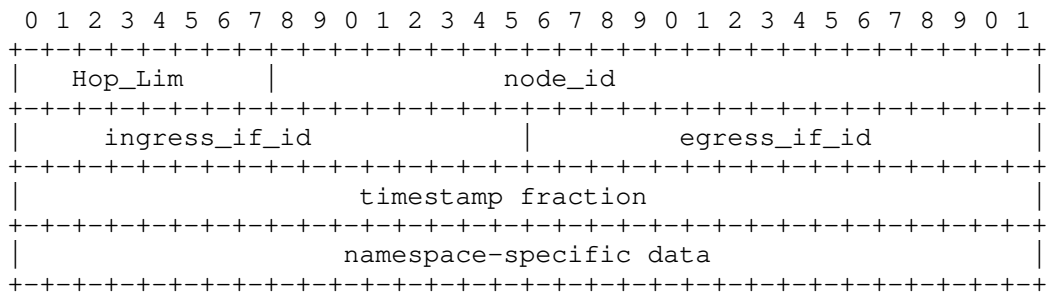 0 1 2 3 4 5 6 7 8 9 0 1 2 3 4 5 6 7 8 9 0 1 2 3 4 5 6 7 8 9 0 1
+-+-+-+-+-+-+-+-+-+-+-+-+-+-+-+-+-+-+-+-+-+-+-+-+-+-+-+-+-+-+-+-+
|   Hop_Lim     |              node_id                          |
+-+-+-+-+-+-+-+-+-+-+-+-+-+-+-+-+-+-+-+-+-+-+-+-+-+-+-+-+-+-+-+-+
|     ingress_if_id             |         egress_if_id          |
+-+-+-+-+-+-+-+-+-+-+-+-+-+-+-+-+-+-+-+-+-+-+-+-+-+-+-+-+-+-+-+-+
|                     timestamp fraction                        |
+-+-+-+-+-+-+-+-+-+-+-+-+-+-+-+-+-+-+-+-+-+-+-+-+-+-+-+-+-+-+-+-+
|                    namespace-specific data                    |
+-+-+-+-+-+-+-+-+-+-+-+-+-+-+-+-+-+-+-+-+-+-+-+-+-+-+-+-+-+-+-+-+